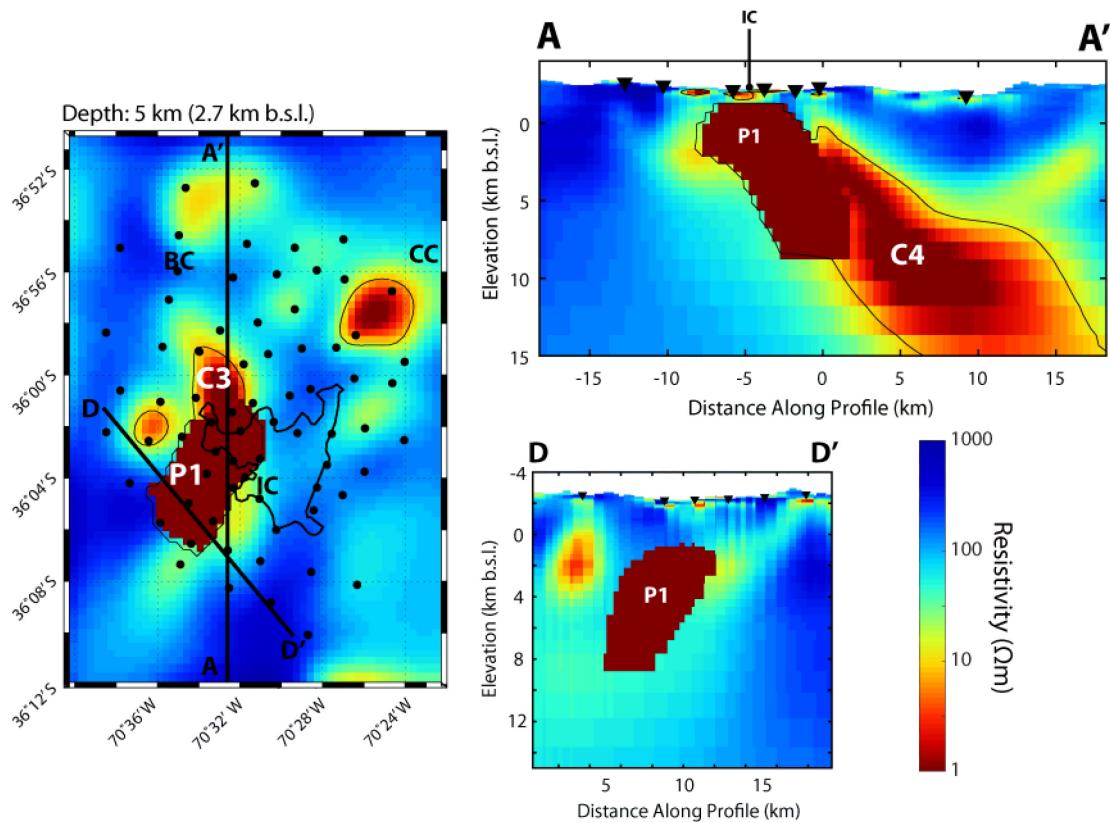 Depth: 5 km (2.7 km b.s.l.)
A'
BC
CC
C3
D
P1
IC
A
D'
36°52'S
36°56'S
36°00'S
36°04'S
36°08'S
36°12'S
70°36'W
70°32'W
70°28'W
70°24'W
A
IC
A'
P1
C4
Elevation (km b.s.l.)
0
5
10
15
-15
-10
-5
0
5
10
15
Distance Along Profile (km)
D
D'
P1
Elevation (km b.s.l.)
-4
0
4
8
12
5
10
15
Distance Along Profile (km)
1000
100
10
1
Resistivity (Ωm)